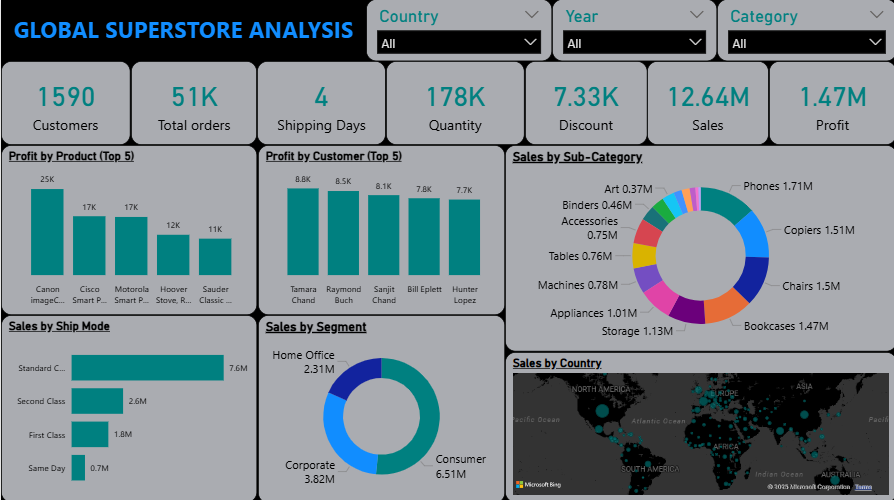 GLOBAL SUPERSTORE ANALYSIS
Country
All
Year
All
Category
All
1590
Customers
51K
Total orders
4
Shipping Days
178K
Quantity
7.33K
Discount
12.64M
Sales
1.47M
Profit
Profit by Product (Top 5)
25K
17K
17K
12K
11K
Canon
imageC...
Cisco
Smart P...
Motorola
Smart P...
Hoover
Stove, R...
Sauder
Classic ...
Profit by Customer (Top 5)
8.8K
8.5K
8.1K
7.8K
7.7K
Tamara
Chand
Raymond
Buch
Sanjit
Chand
Bill Eplett
Hunter
Lopez
Sales by Sub-Category
Phones 1.71M
Copiers 1.51M
Chairs 1.5M
Bookcases 1.47M
Storage 1.13M
Appliances 1.01M
Machines 0.78M
Tables 0.76M
Accessories
0.75M
Binders 0.46M
Art 0.37M
Sales by Ship Mode
Standard C...
7.6M
Second Class
2.6M
First Class
1.8M
Same Day
0.7M
Sales by Segment
Home Office
2.31M
Corporate
3.82M
Consumer
6.51M
Sales by Country
NORTH AMERICA
EUROPE
ASIA
Pacific Ocean
Atlantic Ocean
Pacifi
AFRICA
SOUTH AMERICA
Indian Ocean
AUSTRALIA
Microsoft Bing
© 2025 Microsoft Corporation Terms